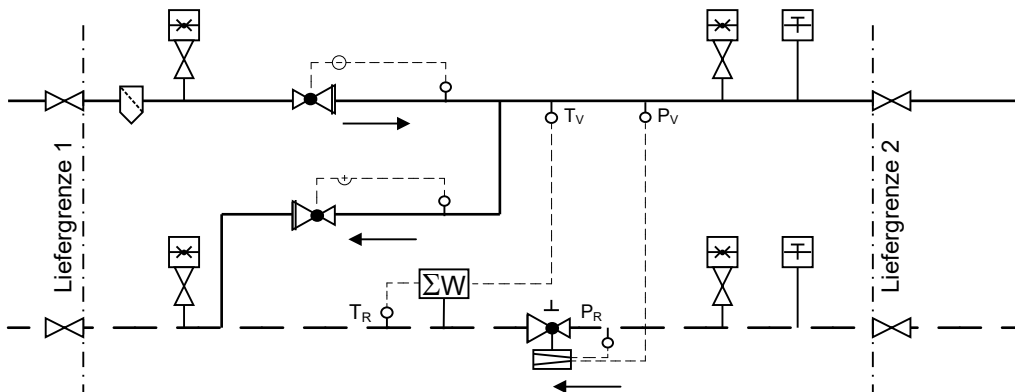 T
Liefergrenze 1
TV
PV
Liefergrenze 2
T
TR
ΣW
PR